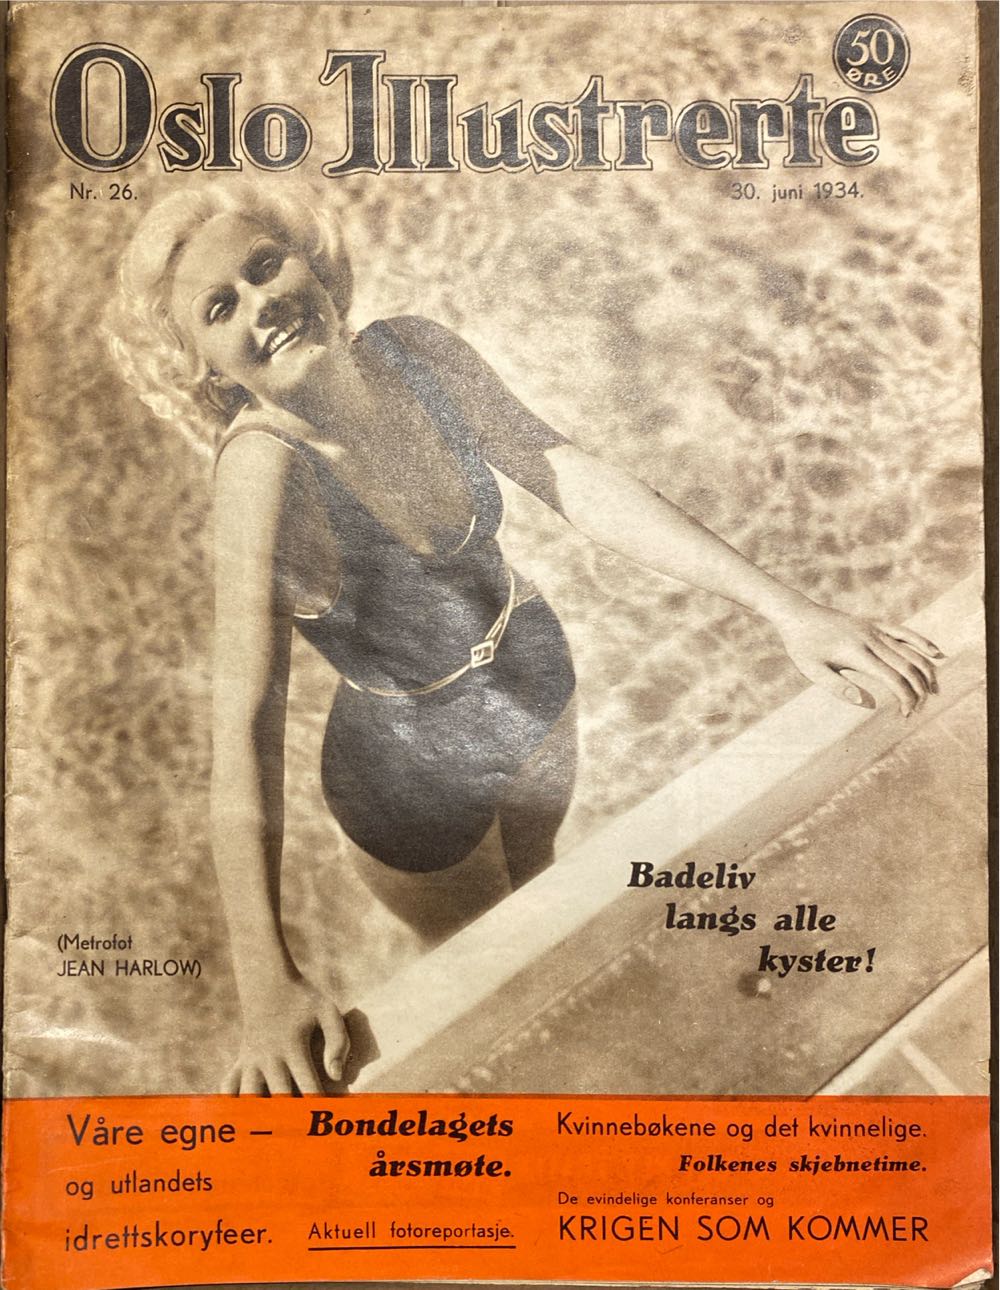 50
ØRE
Oslo Illustrerte
Nr. 26.
30. juni 1934.
Badeliv
langs alle
kyster!
(Metrofot
JEAN HARLOW)
Våre egne —
og utlandets
idrettskoryfeer.
Bondelagets
årsmøte.
Aktuell fotoreportasje.
Kvinnebøkene og det kvinnelige.
Folkenes skjebnetime.
De evindelige konferanser og
KRIGEN SOM KOMMER